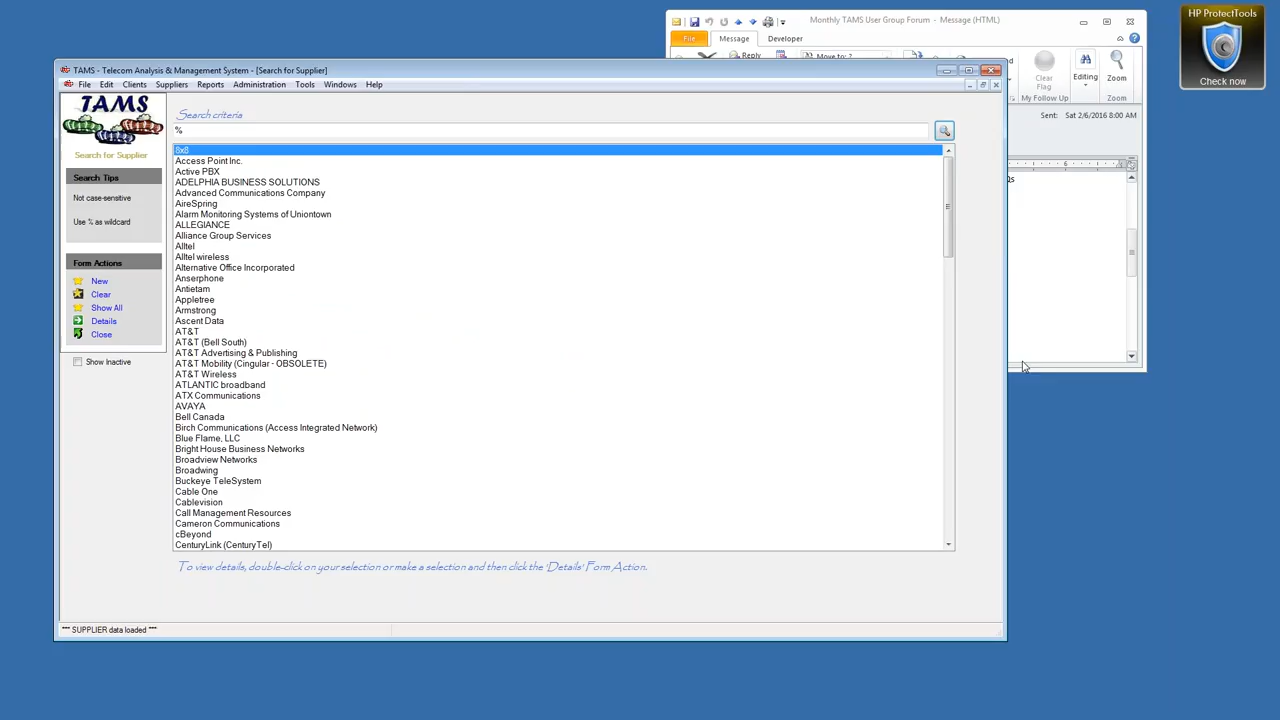 HP ProtectTools
Check now
Monthly TAMS User Group Forum - Message (HTML)
File Message Developer
Reply Move to: ?
Clear
Flag
Editing
Zoom
My Follow Up Zoom
Sent: Sat 2/6/2016 8:00 AM
TAMS - Telecom Analysis & Management System - [Search for Supplier]
File Edit Clients Suppliers Reports Administration Tools Windows Help
TAMS
Search for Supplier
Search Tips
Not case-sensitive
Use % as wildcard
Form Actions
New
Clear
Show All
Details
Close
Show Inactive
Search criteria
%
8x8
Access Point Inc.
Active PBX
ADELPHIA BUSINESS SOLUTIONS
Advanced Communications Company
AireSpring
Alarm Monitoring Systems of Uniontown
ALLEGIANCE
Alliance Group Services
Alltel
Alltel wireless
Alternative Office Incorporated
Anserphone
Antietam
Appletree
Armstrong
Ascent Data
AT&T
AT&T (Bell South)
AT&T Advertising & Publishing
AT&T Mobility (Cingular - OBSOLETE)
AT&T Wireless
ATLANTIC broadband
ATX Communications
AVAYA
Bell Canada
Birch Communications (Access Integrated Network)
Blue Flame, LLC
Bright House Business Networks
Broadview Networks
Broadwing
Buckeye TeleSystem
Cable One
Cablevision
Call Management Resources
Cameron Communications
cBeyond
CenturyLink (CenturyTel)
To view details, double-click on your selection or make a selection and then click the 'Details' Form Action.
*** SUPPLIER data loaded ***